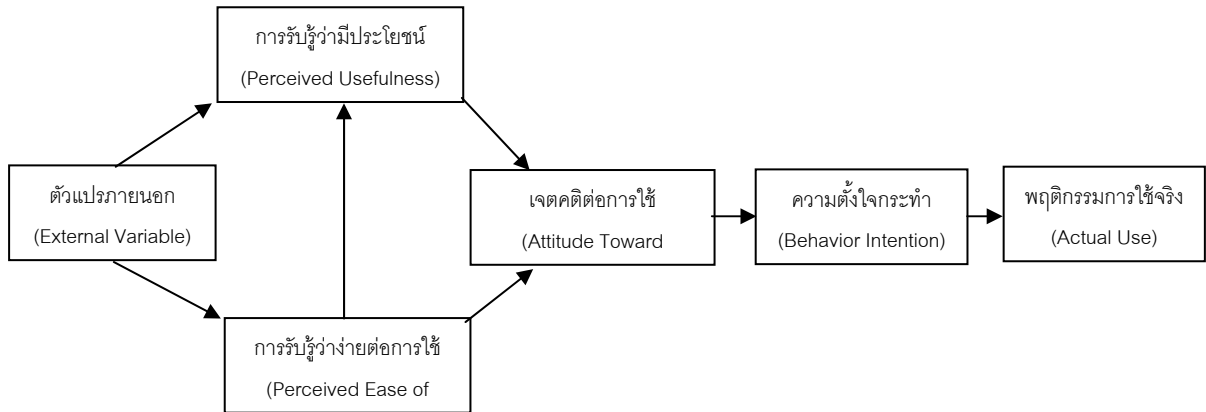 การรับรู้ว่ามีประโยชน์
(Perceived Usefulness)
ตัวแปรภายนอก
(External Variable)
เจตคติต่อการใช้
(Attitude Toward
ความตั้งใจกระทำ
(Behavior Intention)
พฤติกรรมการใช้จริง
(Actual Use)
การรับรู้ว่าง่ายต่อการใช้
(Perceived Ease of